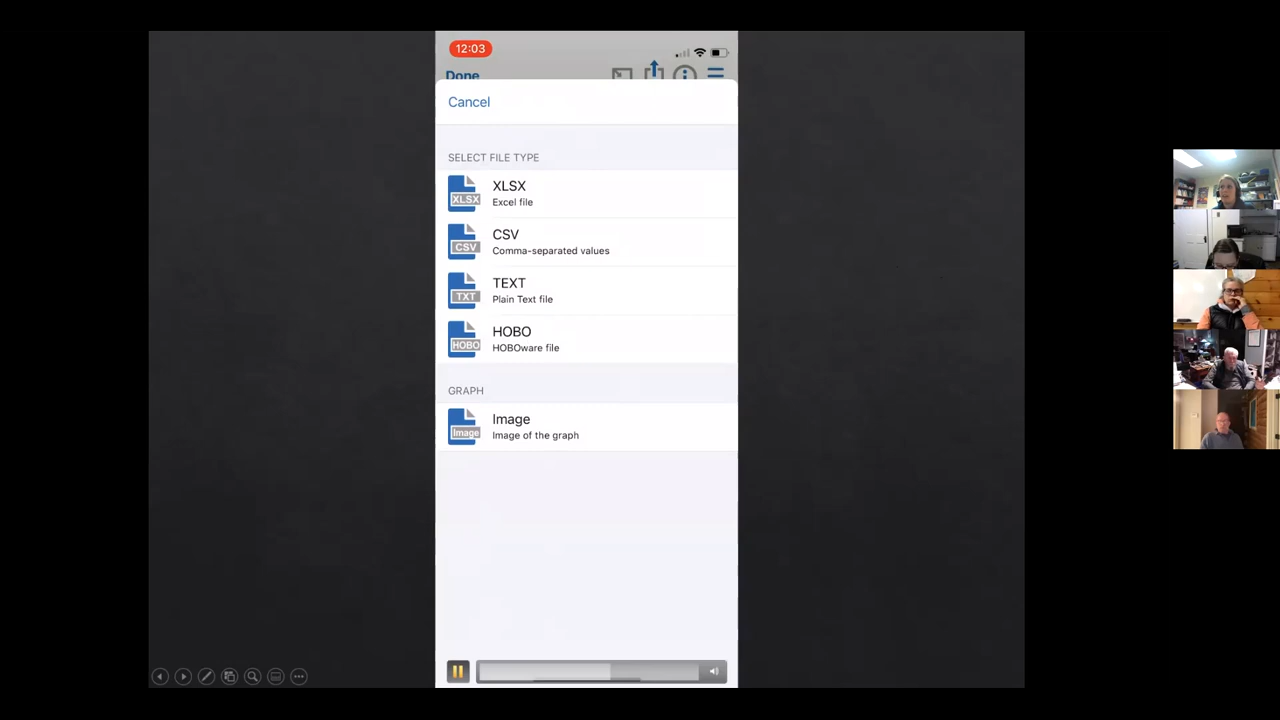 12:03
Done
Cancel
SELECT FILE TYPE
XLSX
XLSX
Excel file
CSV
CSV
Comma-separated values
TEXT
TXT
Plain Text file
HOBO
HOBO
HOBOware file
GRAPH
Image
Image
Image of the graph